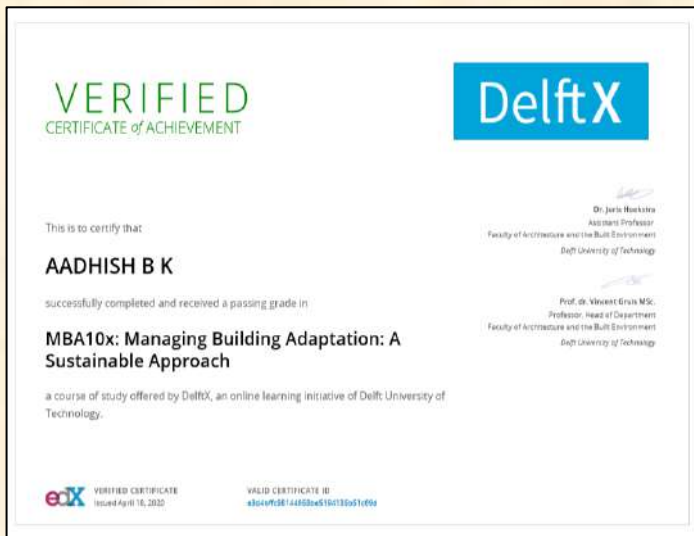 VERIFIED
CERTIFICATE of ACHIEVEMENT
DelftX
This is to certify that
AADHISH B K
successfully completed and received a passing grade in
MBA10x: Managing Building Adaptation: A
Sustainable Approach
a course of study offered by DelftX, an online learning initiative of Delft University of
Technology.
Dr. Joris Hoekstra
Assistant Professor
Faculty of Architecture and the Built Environment
Delft University of Technology
Prof. dr. Vincent Gruis MSc.
Professor, Head of Department
Faculty of Architecture and the Built Environment
Delft University of Technology
edX
VERIFIED CERTIFICATE
Issued April 18, 2020
VALID CERTIFICATE ID